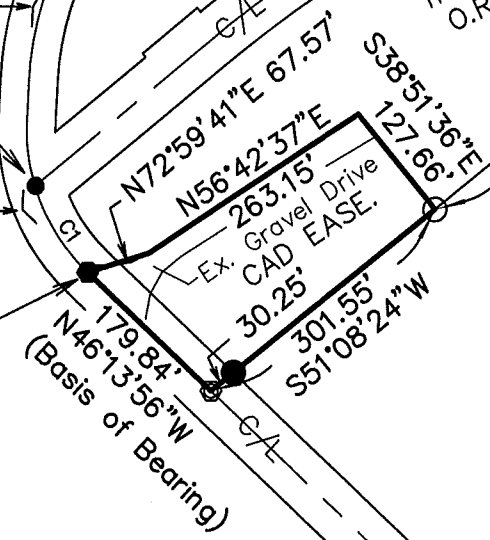 C/L
O.R
N72°59'41"E 67.57'
S38°51'36"E
127.66'
N56°42'37"E
263.15'
Ex. Gravel Drive
CAD EASE.
C1
30.25'
301.55'
S51°08'24"W
179.84'
N46°13'56"W
(Basis of Bearing)
C/L